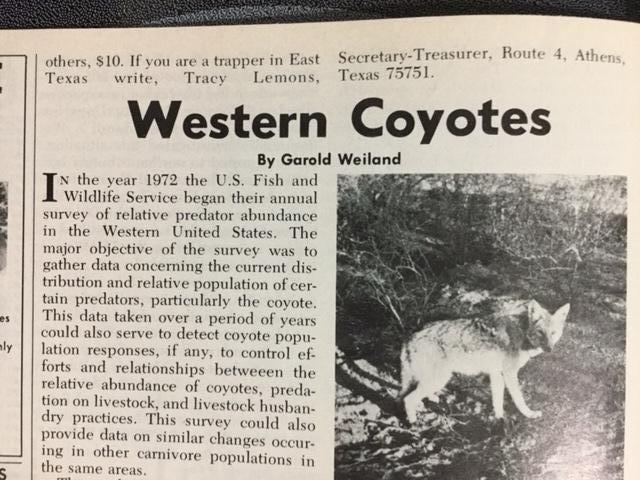 others, $10. If you are a trapper in East
Texas write, Tracy Lemons,
Secretary-Treasurer, Route 4, Athens,
Texas 75751.
Western Coyotes
By Garold Weiland
IN the year 1972 the U.S. Fish and
Wildlife Service began their annual
survey of relative predator abundance
in the Western United States. The
major objective of the survey was to
gather data concerning the current dis-
tribution and relative population of cer-
tain predators, particularly the coyote.
This data taken over a period of years
could also serve to detect coyote popu-
lation responses, if any, to control ef-
forts and relationships betweeen the
relative abundance of coyotes, preda-
tion on livestock, and livestock husban-
dry practices. This survey could also
provide data on similar changes occur-
ing in other carnivore populations in
the same areas.